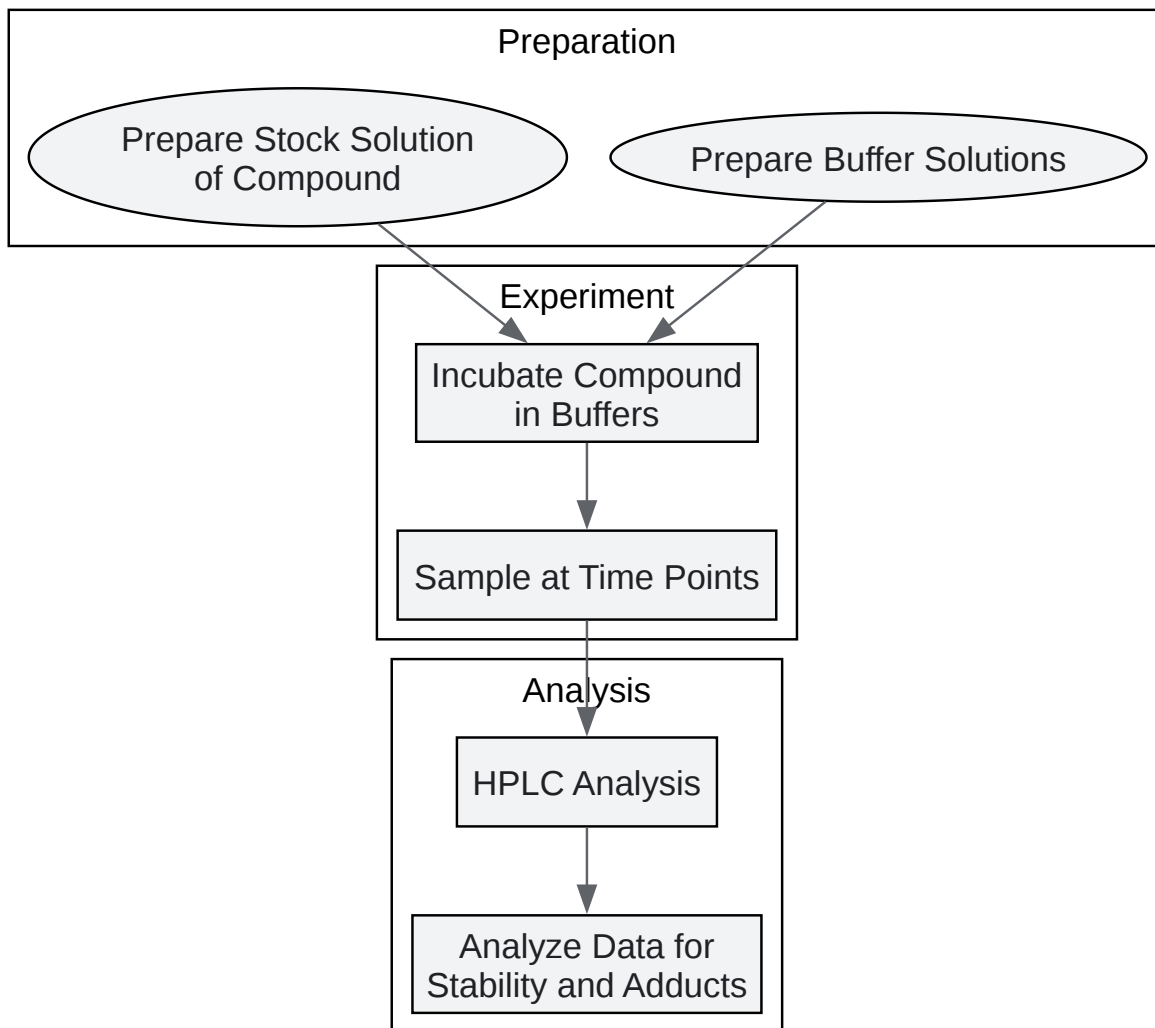 Preparation
Prepare Stock Solution
of Compound
Prepare Buffer Solutions
Experiment
Incubate Compound
in Buffers
Sample at Time Points
Analysis
HPLC Analysis
Analyze Data for
Stability and Adducts